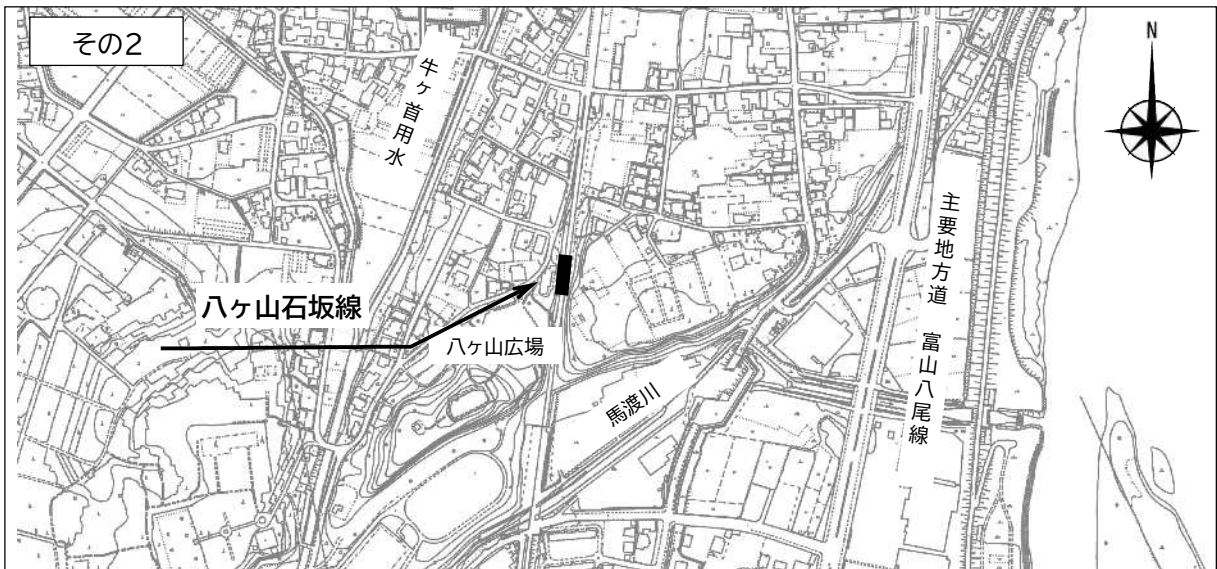 その2
N
牛ヶ首用水
主要地方道 富山八尾線
八ヶ山石坂線
八ヶ山広場
馬渡川